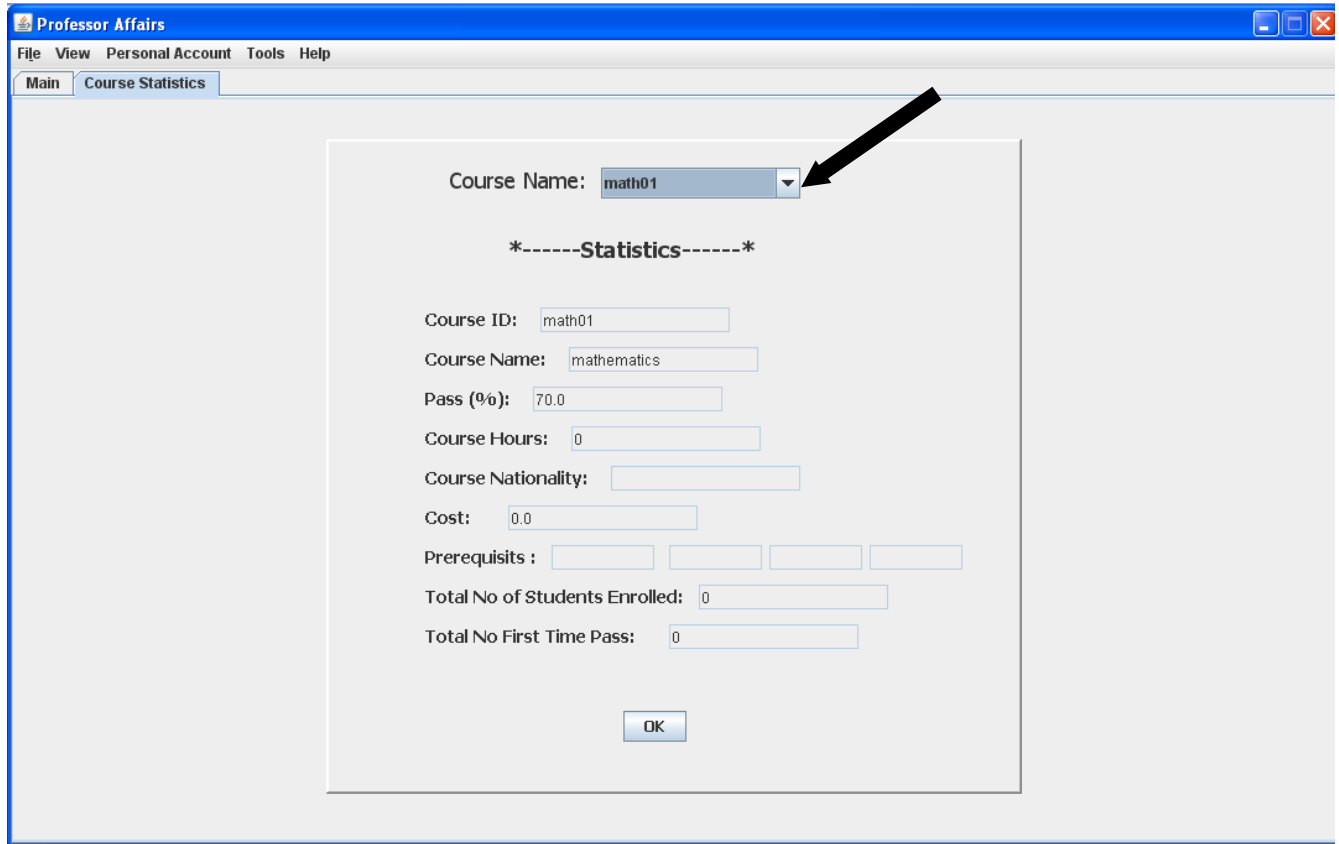 Professor Affairs
File View Personal Account Tools Help
Main Course Statistics
Course Name: math01
*------Statistics------*
Course ID: math01
Course Name: mathematics
Pass (%): 70.0
Course Hours: 0
Course Nationality:
Cost: 0.0
Prerequisits :
Total No of Students Enrolled: 0
Total No First Time Pass: 0
OK